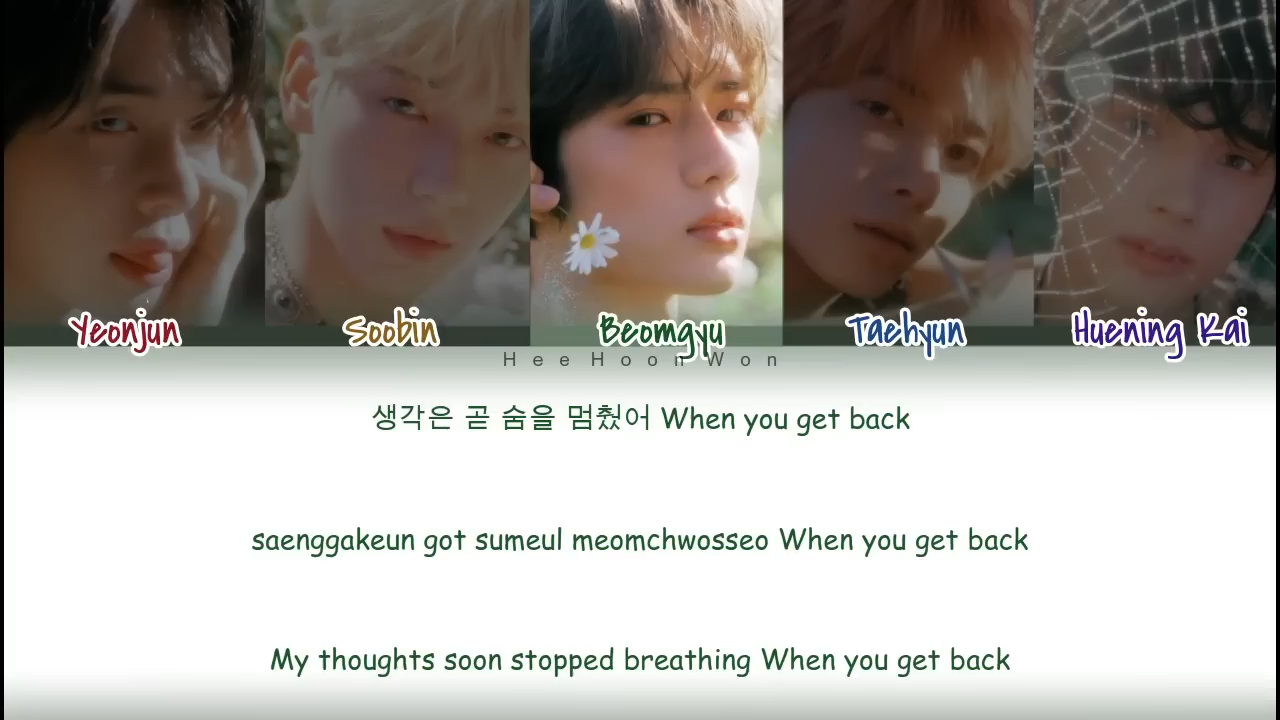 Yeonjun Soobin Beomgyu Taehyun Huening Kai
HeeHoonWon
생각은 곧 숨을 멈췄어 When you get back
saenggakeun got sumeul meomchwosseo When you get back
My thoughts soon stopped breathing When you get back